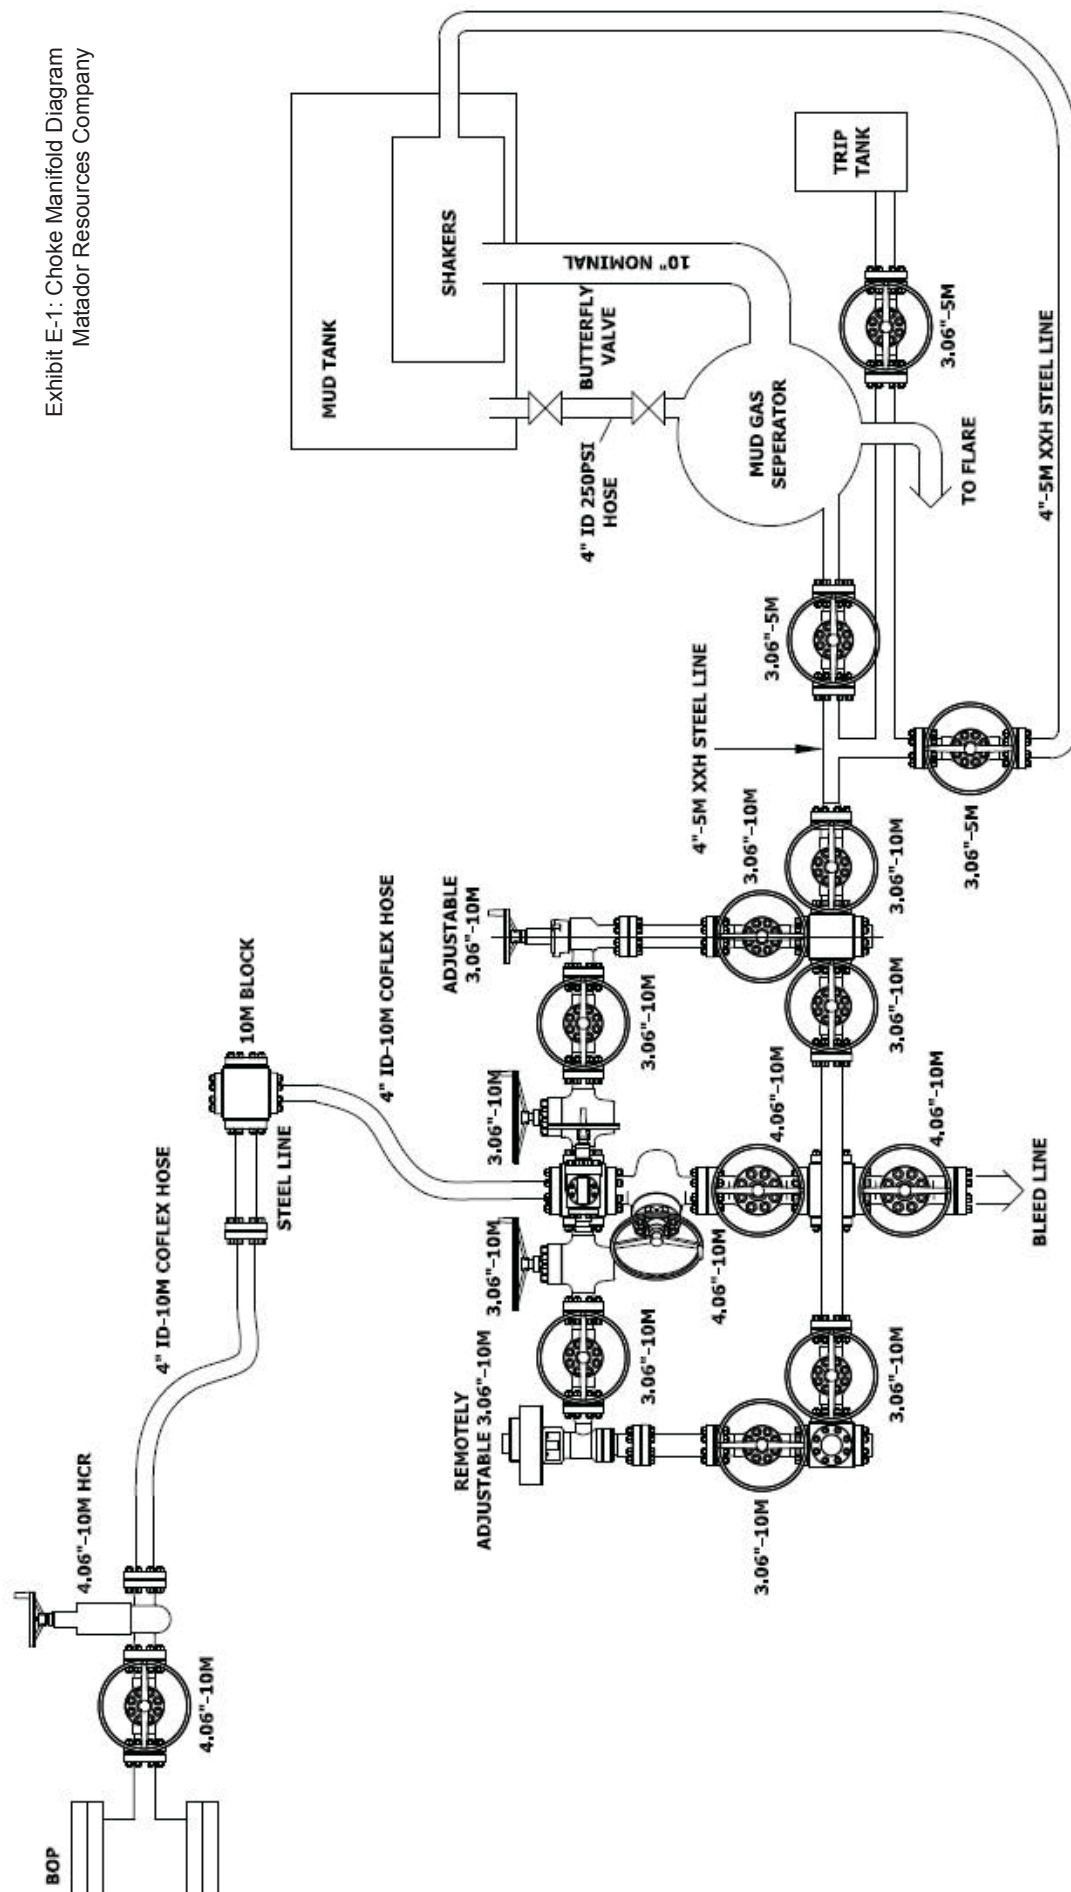 Exhibit E-1: Choke Manifold Diagram
Matador Resources Company
BOP
4.06"-10M
4.06"-10M HCR
4" ID-10M COFLEX HOSE
STEEL LINE
10M BLOCK
4" ID-10M COFLEX HOSE
REMOTELY
ADJUSTABLE 3.06"-10M
3.06"-10M
3.06"-10M
3.06"-10M
3.06"-10M
ADJUSTABLE
3.06"-10M
4.06"-10M
3.06"-10M
3.06"-10M
4.06"-10M
4.06"-10M
BLEED LINE
3.06"-10M
3.06"-10M
3.06"-10M
4"-5M XXH STEEL LINE
3.06"-5M
3.06"-5M
MUD TANK
SHAKERS
10" NOMINAL
BUTTERFLY
VALVE
4" ID 250PSI
HOSE
MUD GAS
SEPERATOR
TO FLARE
TRIP
TANK
3.06"-5M
4"-5M XXH STEEL LINE